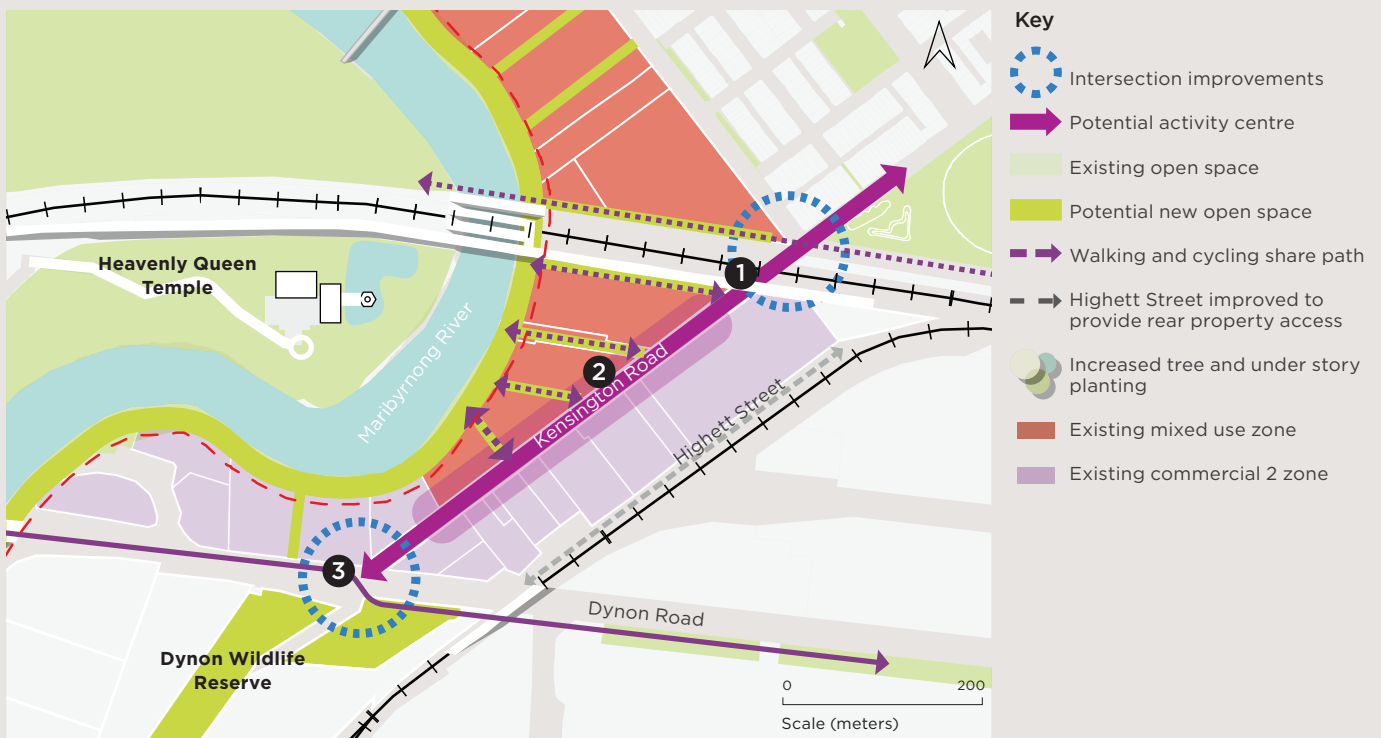 Heavenly Queen
Temple
Maribyrnong River
1
2
Kensington Road
Highett Street
3
Dynon Road
Dynon Wildlife
Reserve
0 200
Scale (meters)
Key
Intersection improvements
Potential activity centre
Existing open space
Potential new open space
Walking and cycling share path
Highett Street improved to
provide rear property access
Increased tree and under story
planting
Existing mixed use zone
Existing commercial 2 zone